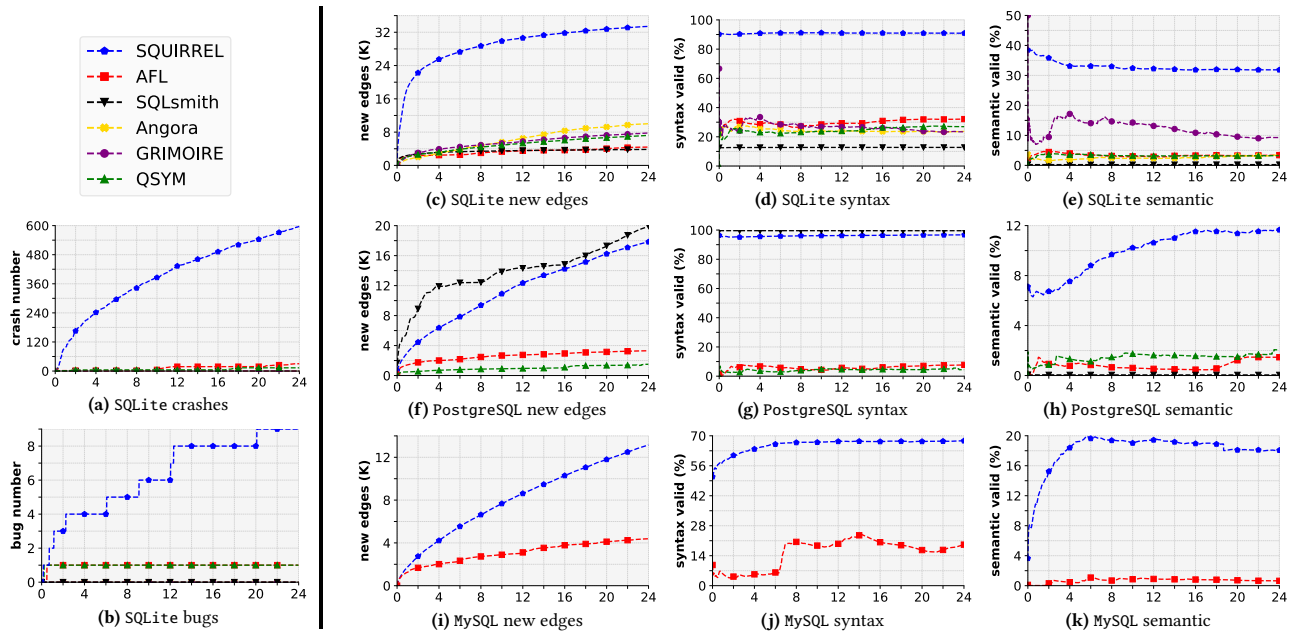 SQUIRREL
AFL
SQLsmith
Angora
GRIMOIRE
QSYM
crash number
600
480
360
240
120
0
0 4 8 12 16 20 24
(a) SQLite crashes
bug number
8
6
4
2
0
0 4 8 12 16 20 24
(b) SQLite bugs
new edges (K)
32
24
16
8
0
0 4 8 12 16 20 24
(c) SQLite new edges
syntax valid (%)
100
80
60
40
20
0
0 4 8 12 16 20 24
(d) SQLite syntax
semantic valid (%)
50
40
30
20
10
0
0 4 8 12 16 20 24
(e) SQLite semantic
new edges (K)
20
16
12
8
4
0
0 4 8 12 16 20 24
(f) PostgreSQL new edges
syntax valid (%)
100
80
60
40
20
0
0 4 8 12 16 20 24
(g) PostgreSQL syntax
semantic valid (%)
12
8
4
0
0 4 8 12 16 20 24
(h) PostgreSQL semantic
new edges (K)
12
8
4
0
0 4 8 12 16 20 24
(i) MySQL new edges
syntax valid (%)
70
56
42
28
14
0
0 4 8 12 16 20 24
(j) MySQL syntax
semantic valid (%)
20
16
12
8
4
0
0 4 8 12 16 20 24
(k) MySQL semantic